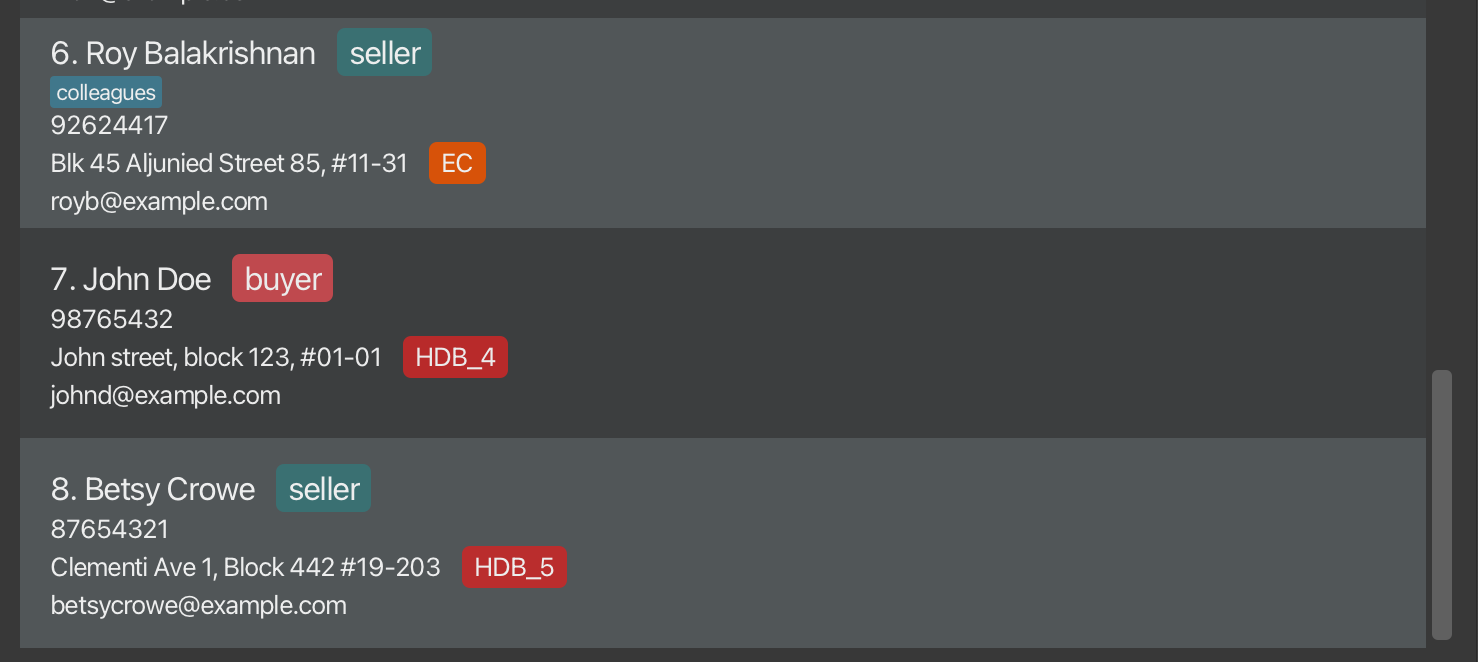 6. Roy Balakrishnan seller
colleagues
92624417
Blk 45 Aljunied Street 85, #11-31 EC
royb@example.com
7. John Doe buyer
98765432
John street, block 123, #01-01 HDB_4
johnd@example.com
8. Betsy Crowe seller
87654321
Clementi Ave 1, Block 442 #19-203 HDB_5
betsycrowe@example.com